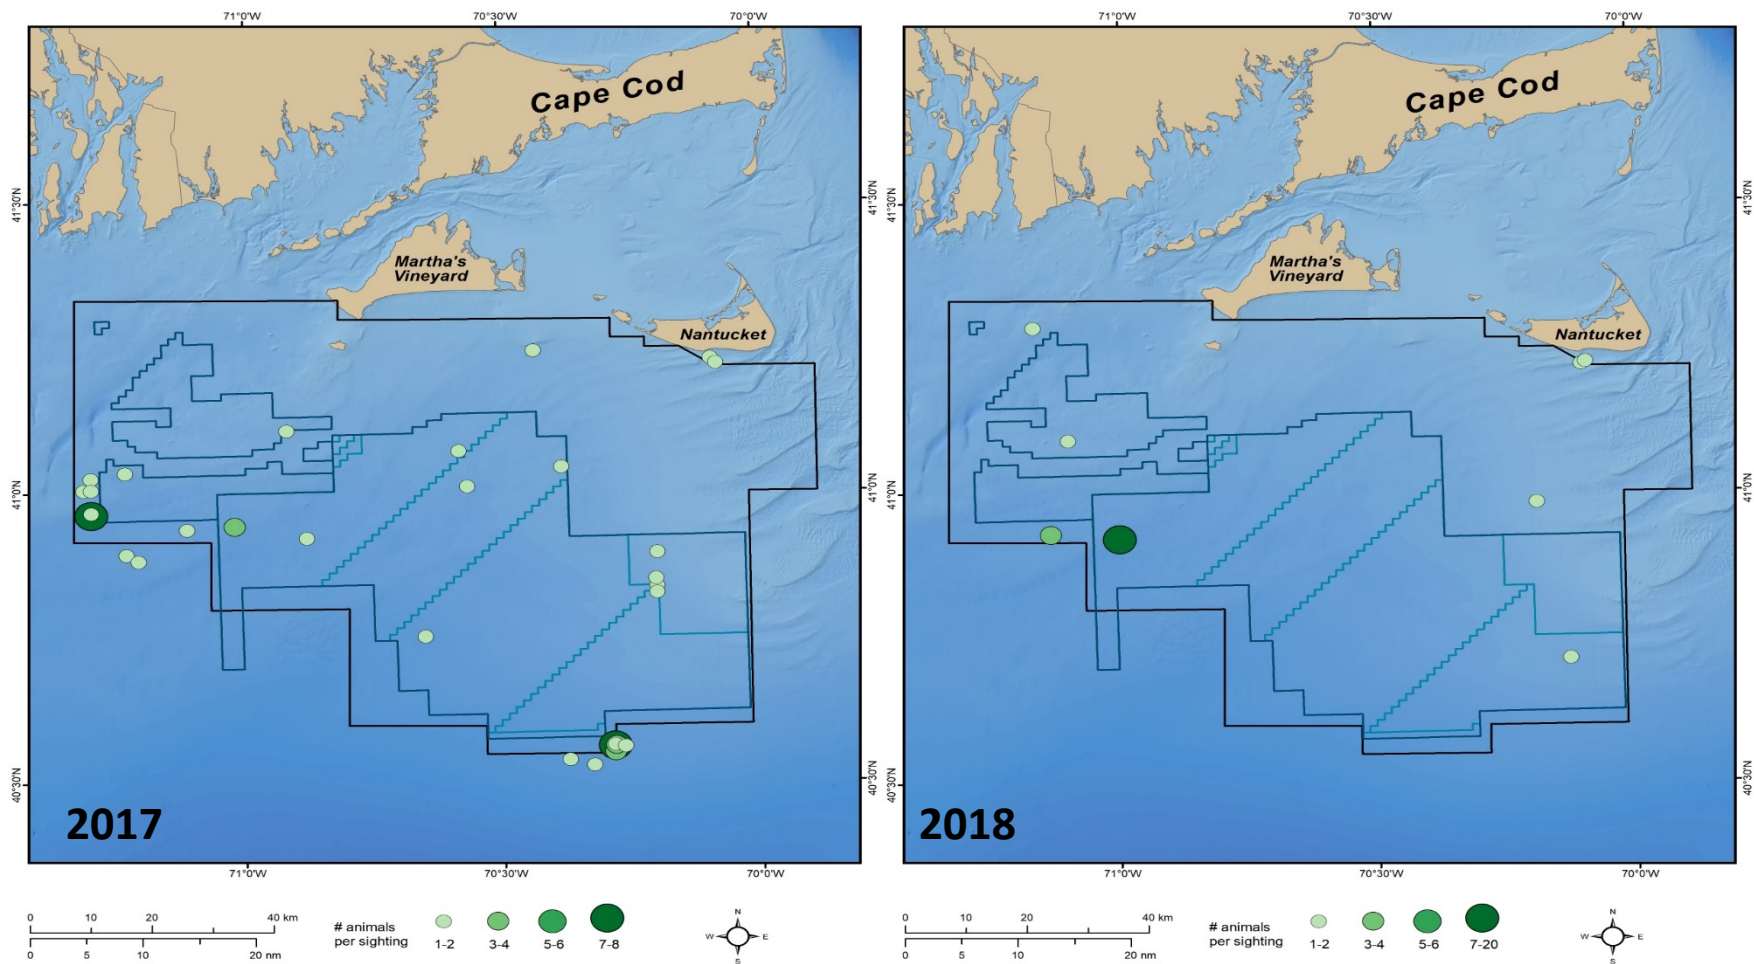 71°0'W 70°30'W 70°0'W
Cape Cod
41°30'N 41°30'N
Martha's
Vineyard
Nantucket
41°0'N 41°0'N
40°30'N 40°30'N
2017
71°0'W 70°30'W 70°0'W
0 10 20 40 km
0 5 10 20 nm
# animals
per sighting
1-2 3-4 5-6 7-8
N
W E
S
71°0'W 70°30'W 70°0'W
Cape Cod
41°30'N 41°30'N
Martha's
Vineyard
Nantucket
41°0'N 41°0'N
40°30'N 40°30'N
2018
71°0'W 70°30'W 70°0'W
0 10 20 40 km
0 5 10 20 nm
# animals
per sighting
1-2 3-4 5-6 7-20
N
W E
S